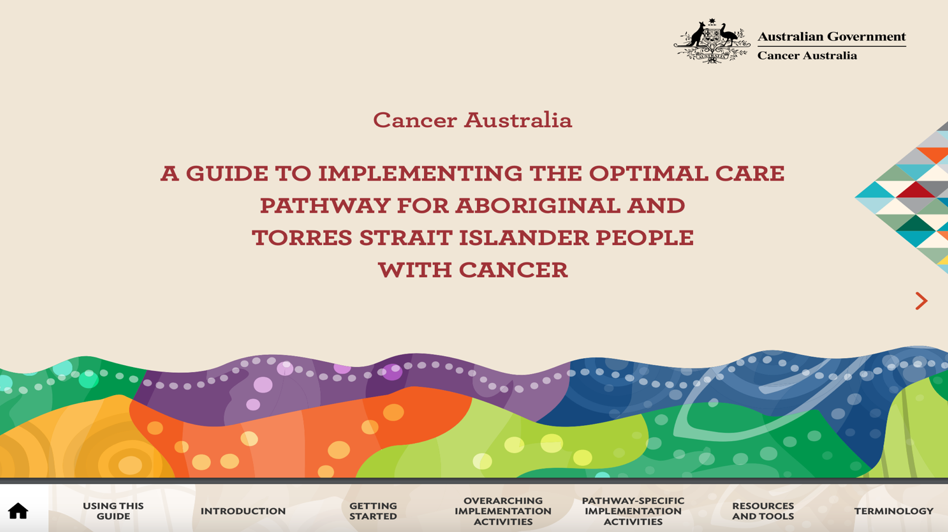 Australian Government
Cancer Australia
Cancer Australia
A GUIDE TO IMPLEMENTING THE OPTIMAL CARE
PATHWAY FOR ABORIGINAL AND
TORRES STRAIT ISLANDER PEOPLE
WITH CANCER
USING THIS
GUIDE
INTRODUCTION
GETTING
STARTED
OVERARCHING
IMPLEMENTATION
ACTIVITIES
PATHWAY-SPECIFIC
IMPLEMENTATION
ACTIVITIES
RESOURCES
AND TOOLS
TERMINOLOGY